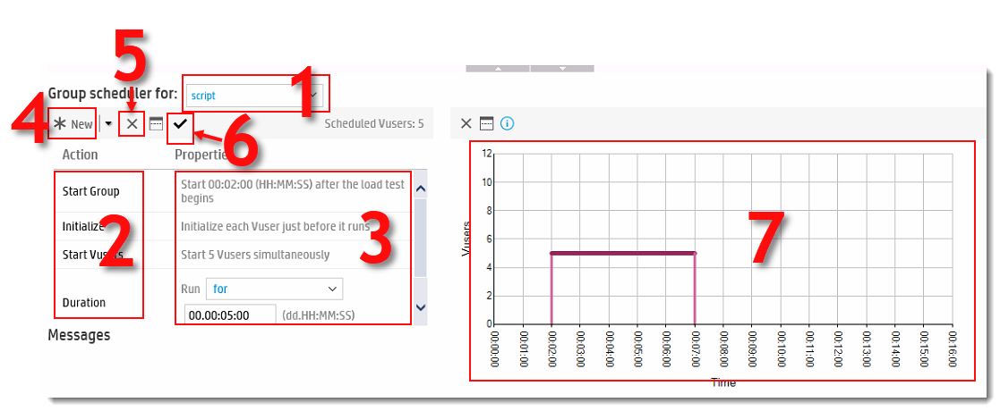 5
1
Group scheduler for:
script
4
New
6
Scheduled Vusers: 5
Action
Properties
Start Group
Start 00:02:00 (HH:MM:SS) after the load test
begins
2
3
Initialize
Initialize each Vuser just before it runs
Start Vusers
Start 5 Vusers simultaneously
Duration
Run
for
00.00:05:00
(dd.HH:MM:SS)
Messages
7
Vusers
12
10
8
6
4
2
0
00:00:00
00:01:00
00:02:00
00:03:00
00:04:00
00:05:00
00:06:00
00:07:00
00:08:00
00:09:00
00:10:00
00:11:00
00:12:00
00:13:00
00:14:00
00:15:00
00:16:00
Time